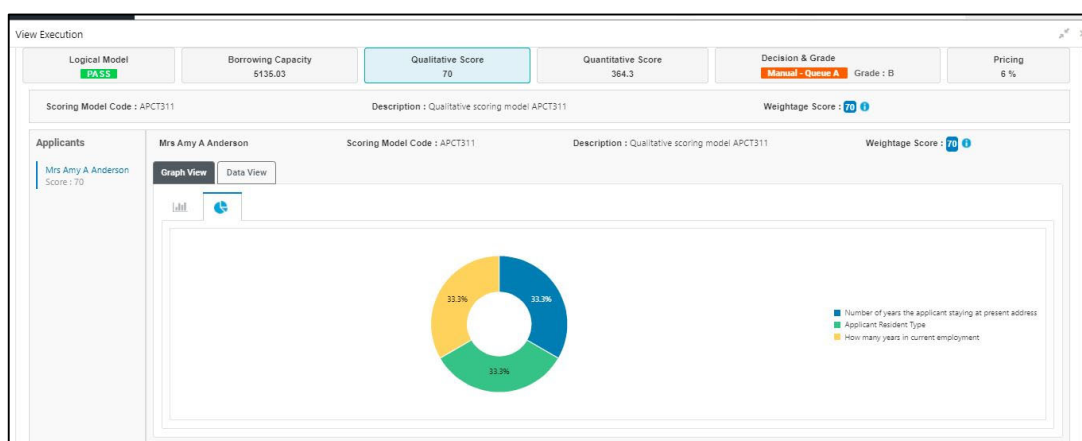 View Execution
Logical Model Borrowing Capacity Qualitative Score Quantitative Score Decision & Grade Pricing
PASS 5135.03 70 364.3 Manual - Queue A Grade : B 6 %
Scoring Model Code : APCT311 Description : Qualitative scoring model APCT311 Weightage Score : 70
Applicants Mrs Amy A Anderson Scoring Model Code : APCT311 Description : Qualitative scoring model APCT311 Weightage Score : 70
Mrs Amy A Anderson
Score : 70
Graph View Data View
33.3% 33.3%
33.3%
Number of years the applicant staying at present address
Applicant Resident Type
How many years in current employment